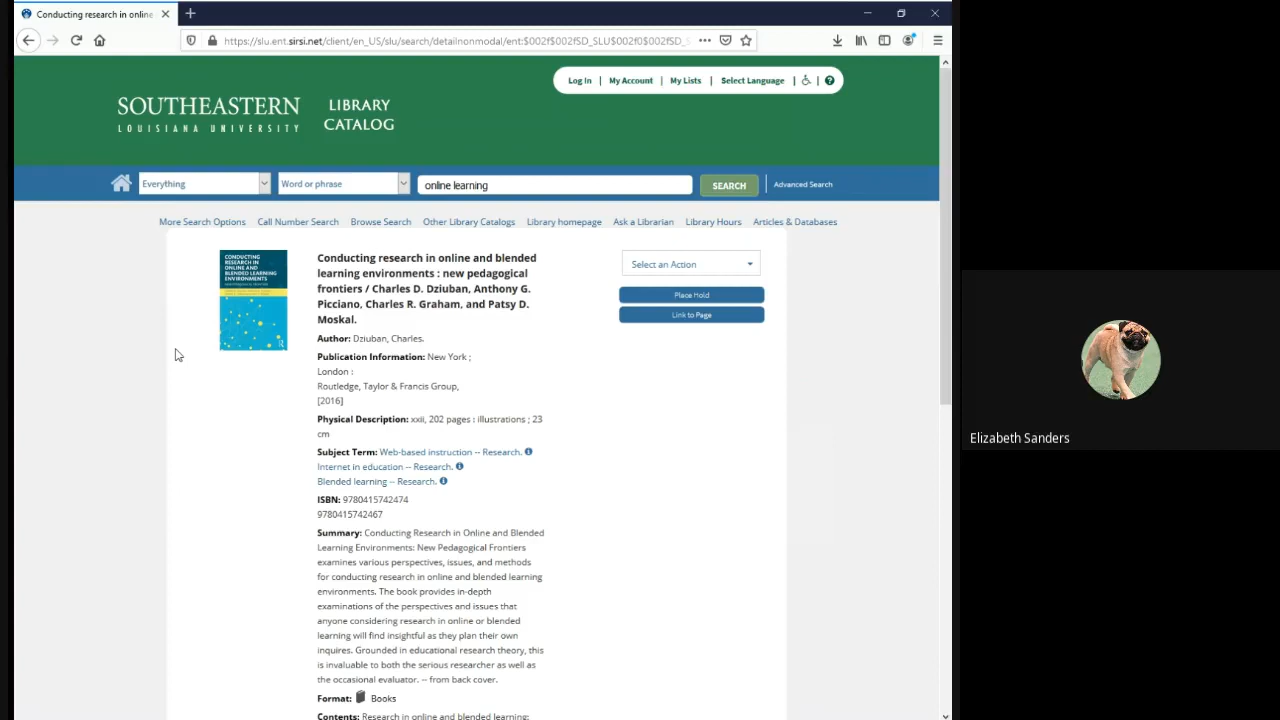 Conducting research in online
https://slu.ent.sirsi.net/client/en_US/slu/search/detailnonmodal/ent:$002f$002fSD_SLU$002f0$002fSD_S
Log In | My Account | My Lists | Select Language |
SOUTHEASTERN
LOUISIANA UNIVERSITY
LIBRARY
CATALOG
Everything
Word or phrase
online learning
SEARCH
Advanced Search
More Search Options Call Number Search Browse Search Other Library Catalogs Library homepage Ask a Librarian Library Hours Articles & Databases
CONDUCTING
RESEARCH IN
ONLINE AND
BLENDED LEARNING
ENVIRONMENTS
Conducting research in online and blended
learning environments : new pedagogical
frontiers / Charles D. Dziuban, Anthony G.
Picciano, Charles R. Graham, and Patsy D.
Moskal.
Author: Dziuban, Charles.
Publication Information: New York ;
London :
Routledge, Taylor & Francis Group,
[2016]
Physical Description: xxii, 202 pages : illustrations ; 23
cm
Subject Term: Web-based instruction -- Research.
Internet in education -- Research.
Blended learning -- Research.
ISBN: 9780415742474
9780415742467
Summary: Conducting Research in Online and Blended
Learning Environments: New Pedagogical Frontiers
examines various perspectives, issues, and methods
for conducting research in online and blended learning
environments. The book provides in-depth
examinations of the perspectives and issues that
anyone considering research in online or blended
learning will find insightful as they plan their own
inquires. Grounded in educational research theory, this
is invaluable to both the serious researcher as well as
the occasional evaluator. -- from back cover.
Format: Books
Contents: Research in online and blended learning:
Select an Action
Place Hold
Link to Page
Elizabeth Sanders